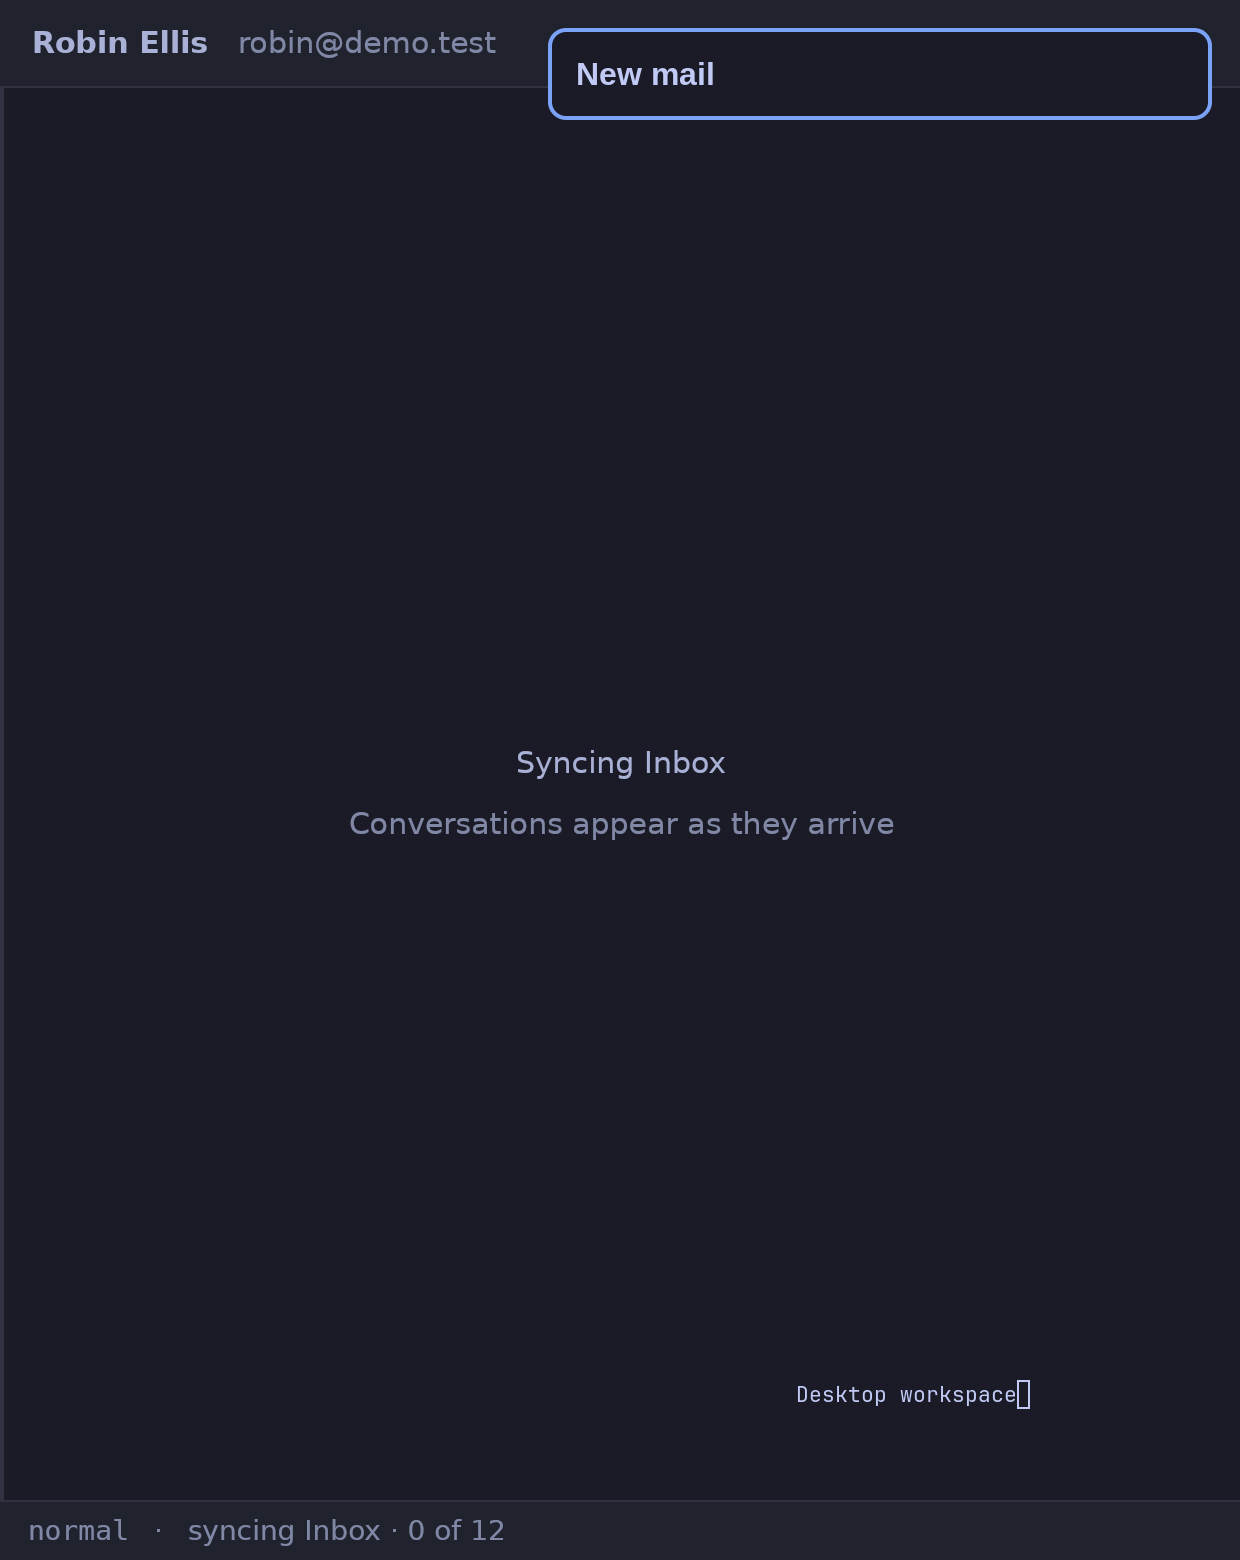 Robin Ellis robin@demo.test
New mail
Syncing Inbox
Conversations appear as they arrive
Desktop workspace
normal · syncing Inbox · 0 of 12